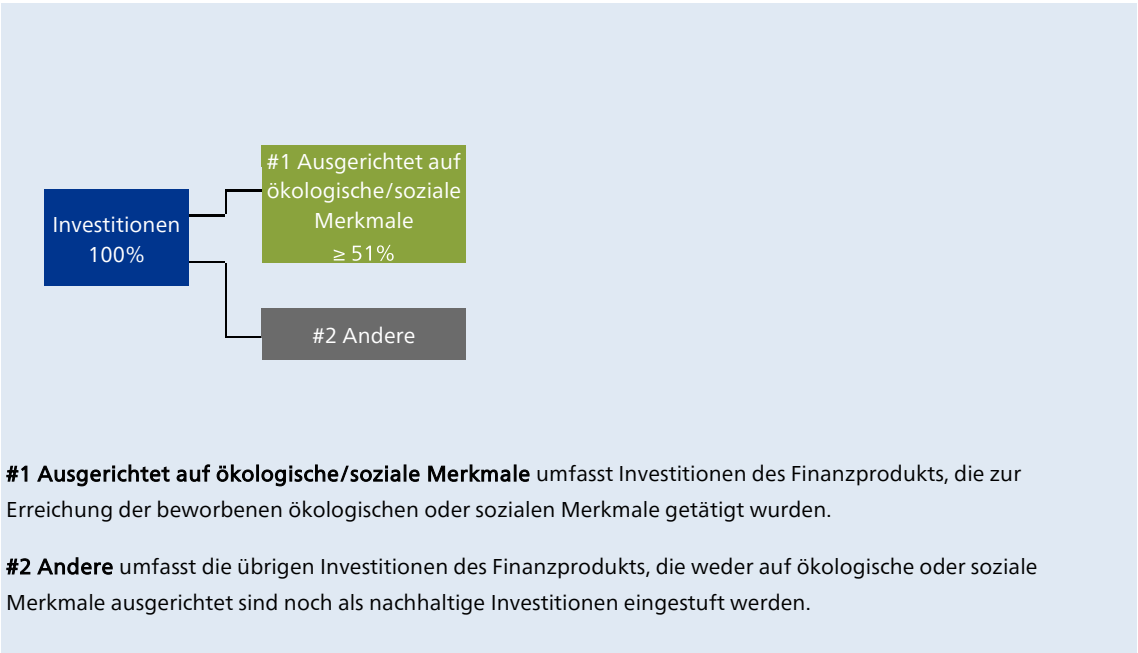 #1 Ausgerichtet auf
ökologische/soziale
Merkmale
≥ 51%
Investitionen
100%
#2 Andere
#1 Ausgerichtet auf ökologische/soziale Merkmale umfasst Investitionen des Finanzprodukts, die zur
Erreichung der beworbenen ökologischen oder sozialen Merkmale getätigt wurden.
#2 Andere umfasst die übrigen Investitionen des Finanzprodukts, die weder auf ökologische oder soziale
Merkmale ausgerichtet sind noch als nachhaltige Investitionen eingestuft werden.